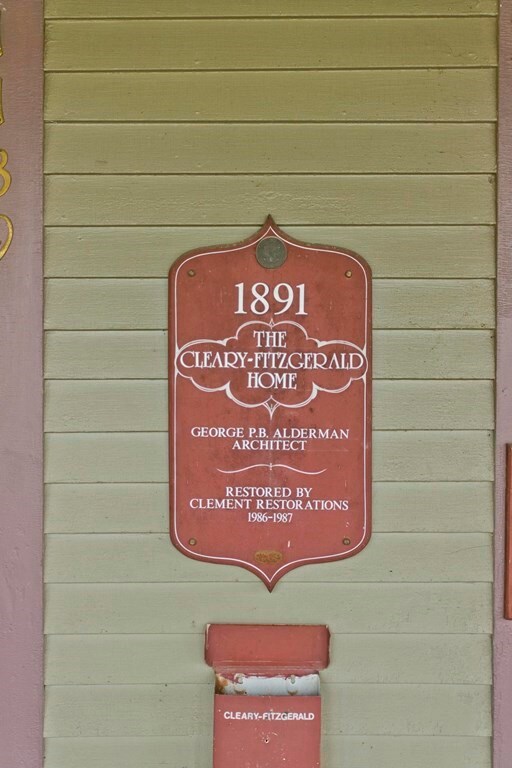 1891
THE
CLEARY-FITZGERALD
HOME
GEORGE P.B. ALDERMAN
ARCHITECT
RESTORED BY
CLEMENT RESTORATIONS
1986-1987
CLEARY-FITZGERALD